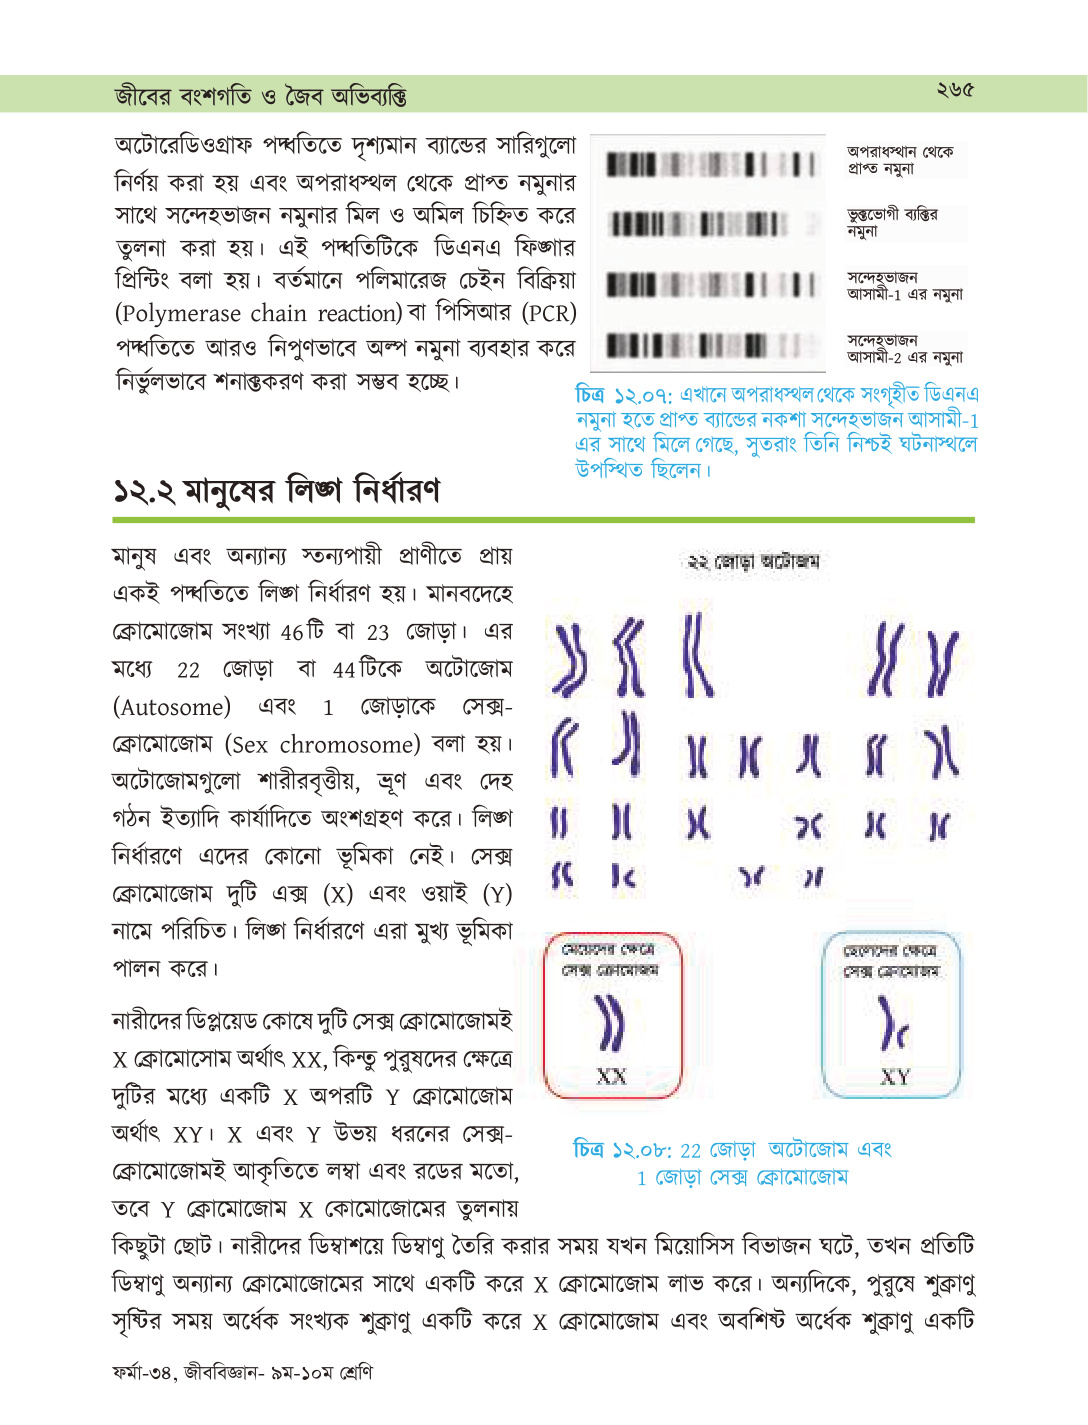 জীবের বংশগতি ও জৈব অভিব্যক্তি
২৬৫
অটোরেডিওগ্রাফ পদ্ধতিতে দৃশ্যমান ব্যান্ডের সারিগুলো
নির্ণয় করা হয় এবং অপরাধস্থল থেকে প্রাপ্ত নমুনার
সাথে সন্দেহভাজন নমুনার মিল ও অমিল চিহ্নিত করে
তুলনা করা হয়। এই পদ্ধতিটিকে ডিএনএ ফিঙ্গার
প্রিন্টিং বলা হয়। বর্তমানে পলিমারেজ চেইন বিক্রিয়া
(Polymerase chain reaction) বা পিসিআর (PCR)
পদ্ধতিতে আরও নিপুণভাবে অল্প নমুনা ব্যবহার করে
নির্ভুলভাবে শনাক্তকরণ করা সম্ভব হচ্ছে।
অপরাধস্থান থেকে
প্রাপ্ত নমুনা
ভুক্তভোগী ব্যক্তির
নমুনা
সন্দেহভাজন
আসামী-1 এর নমুনা
সন্দেহভাজন
আসামী-2 এর নমুনা
চিত্র ১২.০৭: এখানে অপরাধস্থল থেকে সংগৃহীত ডিএনএ
নমুনা হতে প্রাপ্ত ব্যান্ডের নকশা সন্দেহভাজন আসামী-1
এর সাথে মিলে গেছে, সুতরাং তিনি নিশ্চই ঘটনাস্থলে
উপস্থিত ছিলেন।
১২.২ মানুষের লিঙ্গ নির্ধারণ
মানুষ এবং অন্যান্য স্তন্যপায়ী প্রাণীতে প্রায়
একই পদ্ধতিতে লিঙ্গ নির্ধারণ হয়। মানবদেহে
ক্রোমোজোম সংখ্যা 46টি বা 23 জোড়া। এর
মধ্যে 22 জোড়া বা 44টিকে অটোজোম
(Autosome) এবং 1 জোড়াকে সেক্স-
ক্রোমোজোম (Sex chromosome) বলা হয়।
অটোজোমগুলো শারীরবৃত্তীয়, ভ্রূণ এবং দেহ
গঠন ইত্যাদি কার্যাদিতে অংশগ্রহণ করে। লিঙ্গ
নির্ধারণে এদের কোনো ভূমিকা নেই। সেক্স
ক্রোমোজোম দুটি এক্স (X) এবং ওয়াই (Y)
নামে পরিচিত। লিঙ্গ নির্ধারণে এরা মুখ্য ভূমিকা
পালন করে।
নারীদের ডিপ্লয়েড কোষে দুটি সেক্স ক্রোমোজোমই
X ক্রোমোসোম অর্থাৎ XX, কিন্তু পুরুষদের ক্ষেত্রে
দুটির মধ্যে একটি X অপরটি Y ক্রোমোজোম
অর্থাৎ XY। X এবং Y উভয় ধরনের সেক্স-
ক্রোমোজোমই আকৃতিতে লম্বা এবং রডের মতো,
তবে Y ক্রোমোজোম X কোমোজোমের তুলনায়
২২ জোড়া অটোজম
মেয়েদের ক্ষেত্রে
সেক্স ক্রোমোজম
XX
ছেলেদের ক্ষেত্রে
সেক্স ক্রোমোজম
XY
চিত্র ১২.০৮: 22 জোড়া অটোজোম এবং
1 জোড়া সেক্স ক্রোমোজোম
কিছুটা ছোট। নারীদের ডিম্বাশয়ে ডিম্বাণু তৈরি করার সময় যখন মিয়োসিস বিভাজন ঘটে, তখন প্রতিটি
ডিম্বাণু অন্যান্য ক্রোমোজোমের সাথে একটি করে X ক্রোমোজোম লাভ করে। অন্যদিকে, পুরুষে শুক্রাণু
সৃষ্টির সময় অর্ধেক সংখ্যক শুক্রাণু একটি করে X ক্রোমোজোম এবং অবশিষ্ট অর্ধেক শুক্রাণু একটি
ফর্মা-৩৪, জীববিজ্ঞান- ৯ম-১০ম শ্রেণি